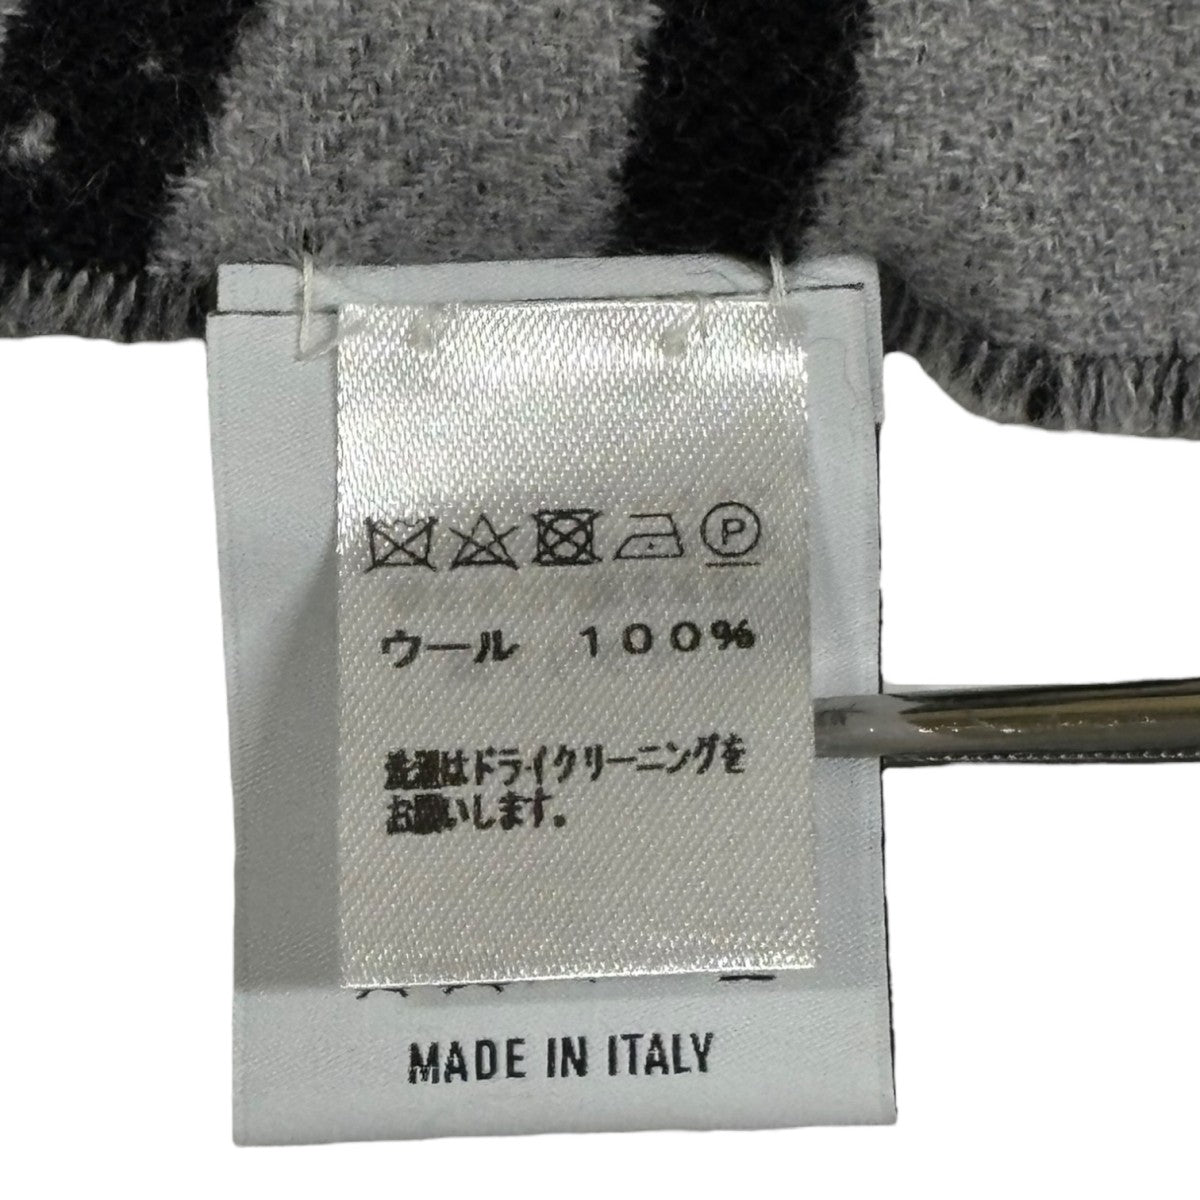 P
ウール　１００％
洗濯はドライクリーニングを
お願いします。
MADE IN ITALY